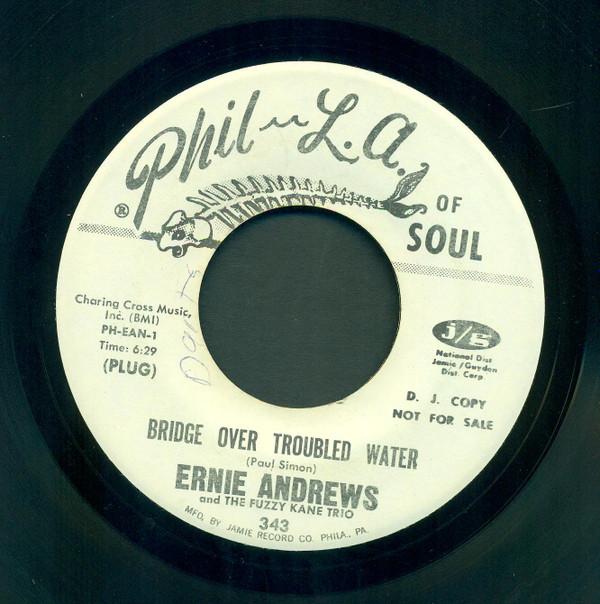 Phil - L.A.
®
OF
SOUL
Charing Cross Music,
Inc. (BMI)
PH-EAN-1
Time: 6:29
(PLUG)
j/g
National Dist
Jamie/Guyden
Dist. Corp.
D. J. COPY
NOT FOR SALE
BRIDGE OVER TROUBLED WATER
(Paul Simon)
ERNIE ANDREWS
and THE FUZZY KANE TRIO
343
MFD. BY JAMIE RECORD CO. PHILA., PA.